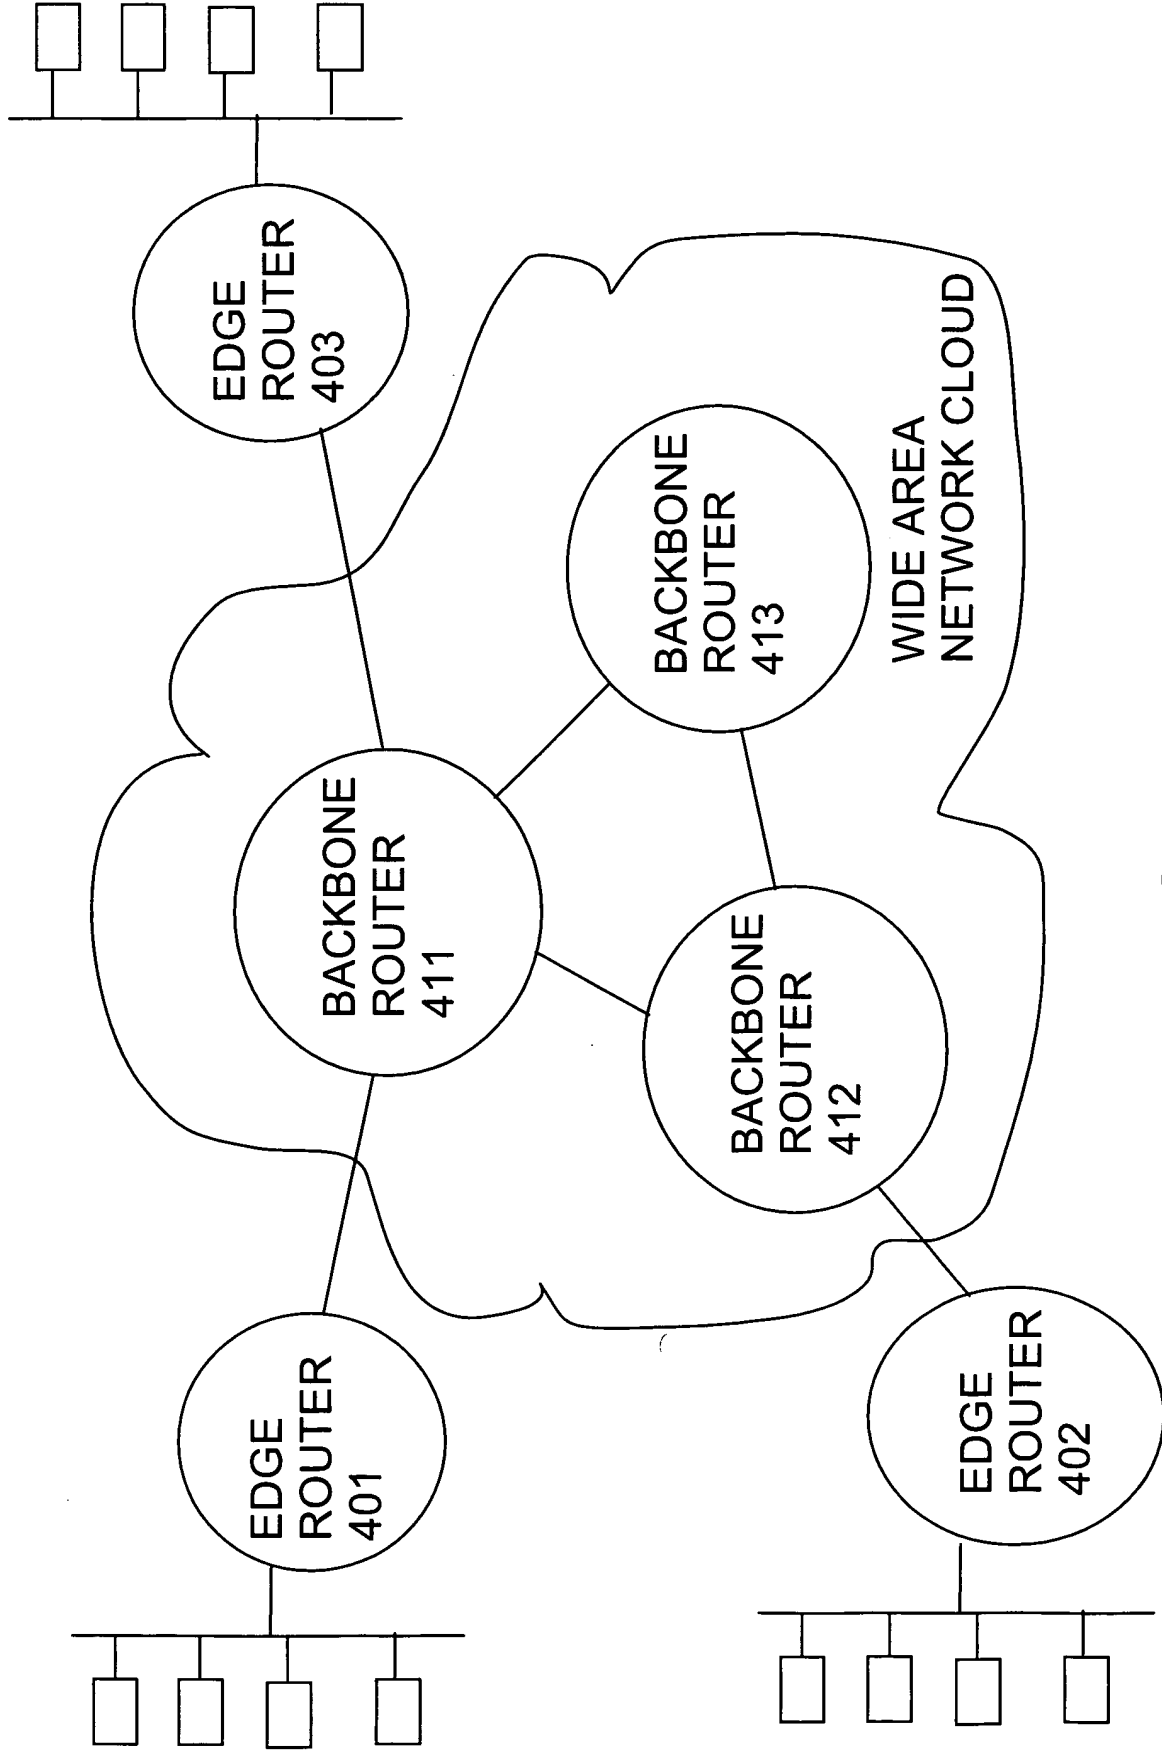 EDGE
ROUTER
401
BACKBONE
ROUTER
411
EDGE
ROUTER
403
BACKBONE
ROUTER
413
BACKBONE
ROUTER
412
WIDE AREA
NETWORK CLOUD
EDGE
ROUTER
402